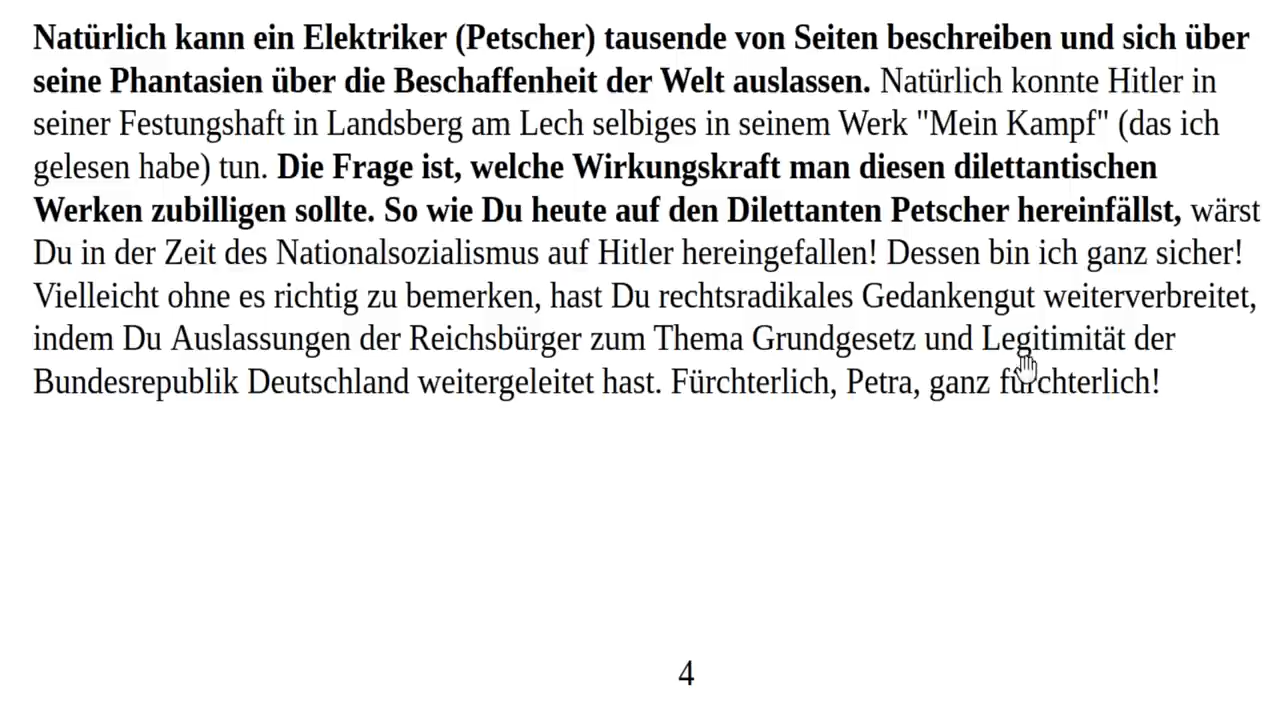 Natürlich kann ein Elektriker (Petscher) tausende von Seiten beschreiben und sich über
seine Phantasien über die Beschaffenheit der Welt auslassen. Natürlich konnte Hitler in
seiner Festungshaft in Landsberg am Lech selbiges in seinem Werk "Mein Kampf" (das ich
gelesen habe) tun. Die Frage ist, welche Wirkungskraft man diesen dilettantischen
Werken zubilligen sollte. So wie Du heute auf den Dilettanten Petscher hereinfällst, wärst
Du in der Zeit des Nationalsozialismus auf Hitler hereingefallen! Dessen bin ich ganz sicher!
Vielleicht ohne es richtig zu bemerken, hast Du rechtsradikales Gedankengut weiterverbreitet,
indem Du Auslassungen der Reichsbürger zum Thema Grundgesetz und Legitimität der
Bundesrepublik Deutschland weitergeleitet hast. Fürchterlich, Petra, ganz fürchterlich!
4